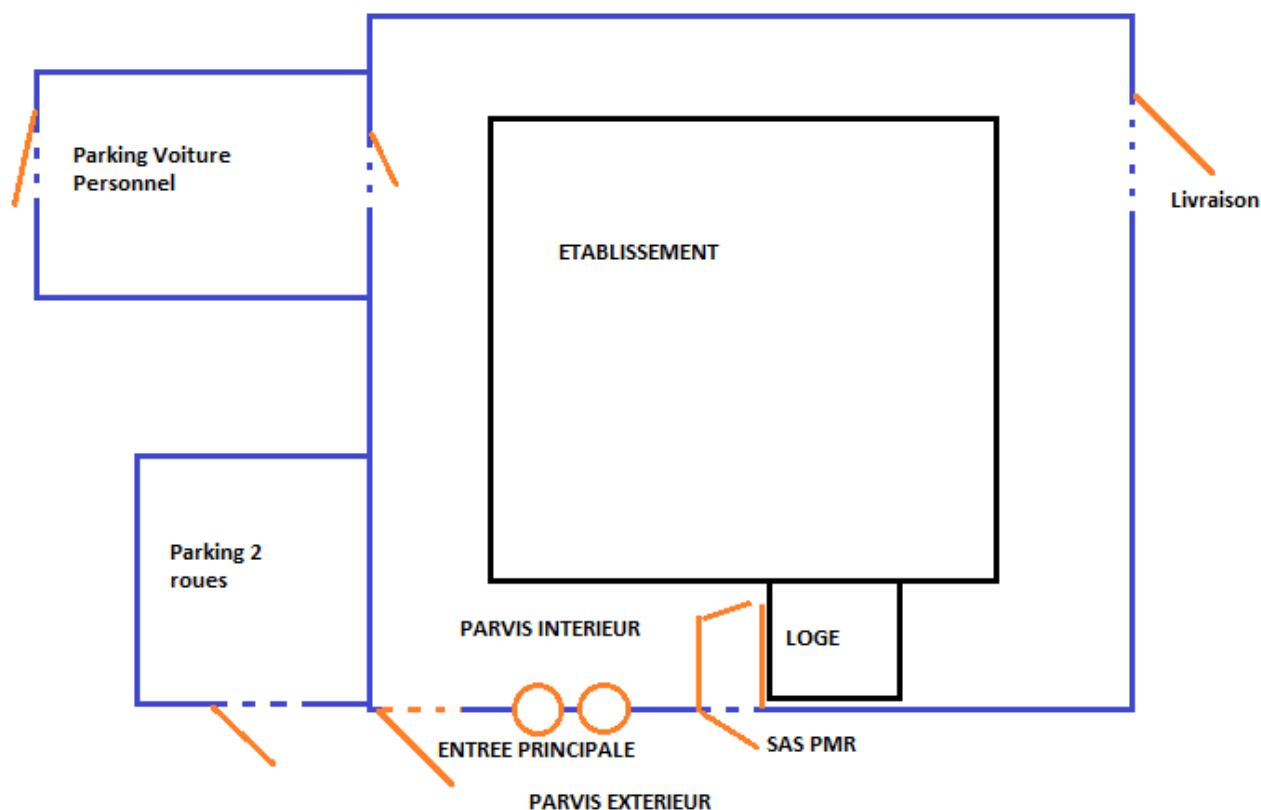 Parking Voiture
Personnel
Livraison
ETABLISSEMENT
Parking 2
roues
PARVIS INTERIEUR
LOGE
ENTREE PRINCIPALE
SAS PMR
PARVIS EXTERIEUR